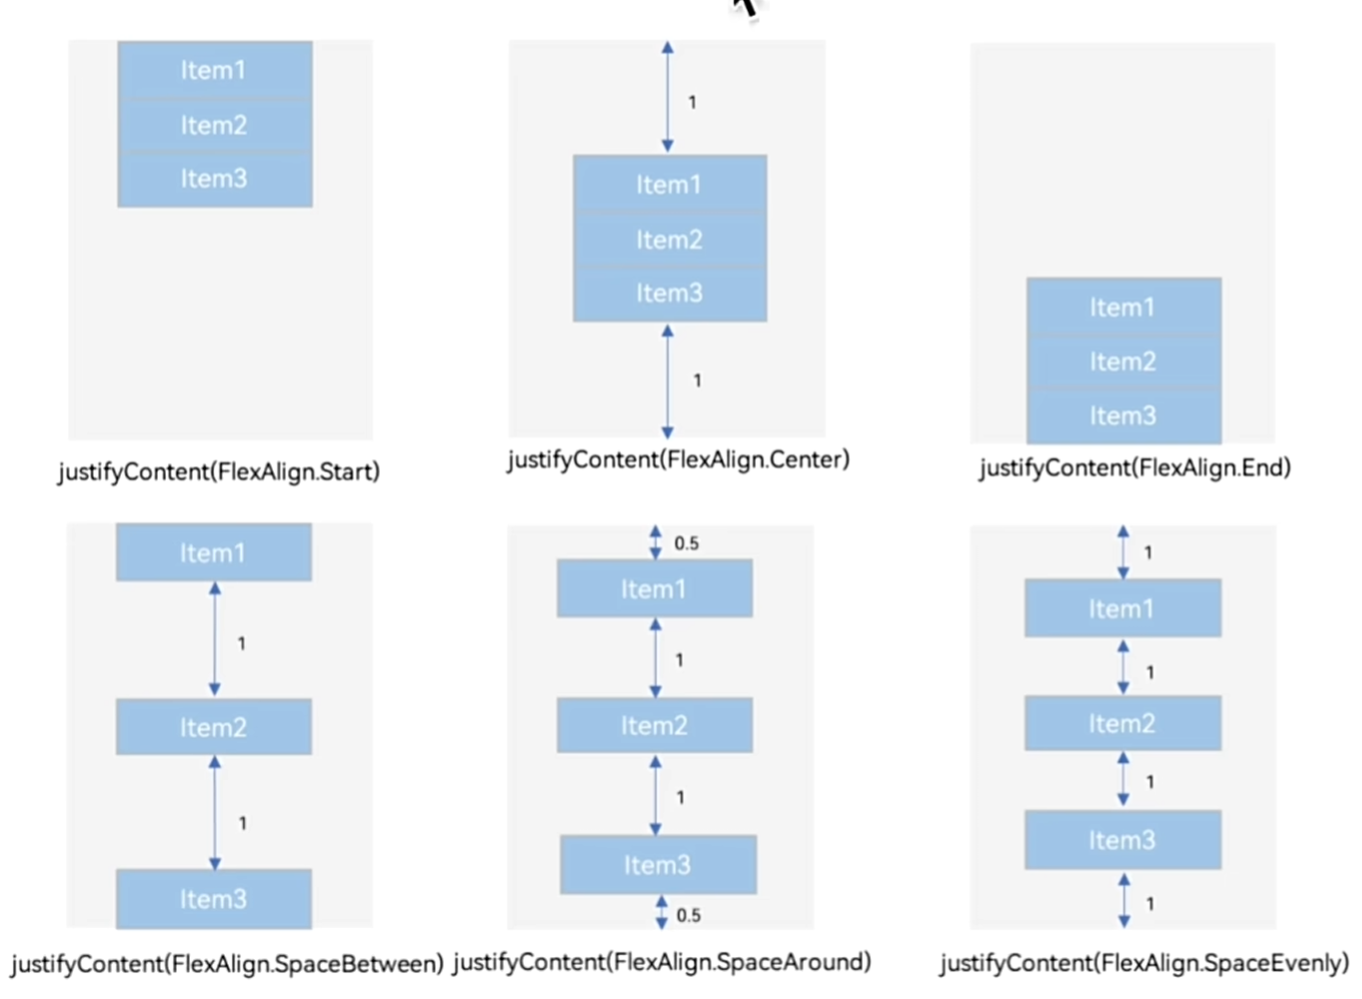 Item1
Item2
Item3
justifyContent(FlexAlign.Start)
1
Item1
Item2
Item3
1
justifyContent(FlexAlign.Center)
Item1
Item2
Item3
justifyContent(FlexAlign.End)
Item1
1
Item2
1
Item3
justifyContent(FlexAlign.SpaceBetween)
0.5
Item1
1
Item2
1
Item3
0.5
justifyContent(FlexAlign.SpaceAround)
1
Item1
1
Item2
1
Item3
1
justifyContent(FlexAlign.SpaceEvenly)